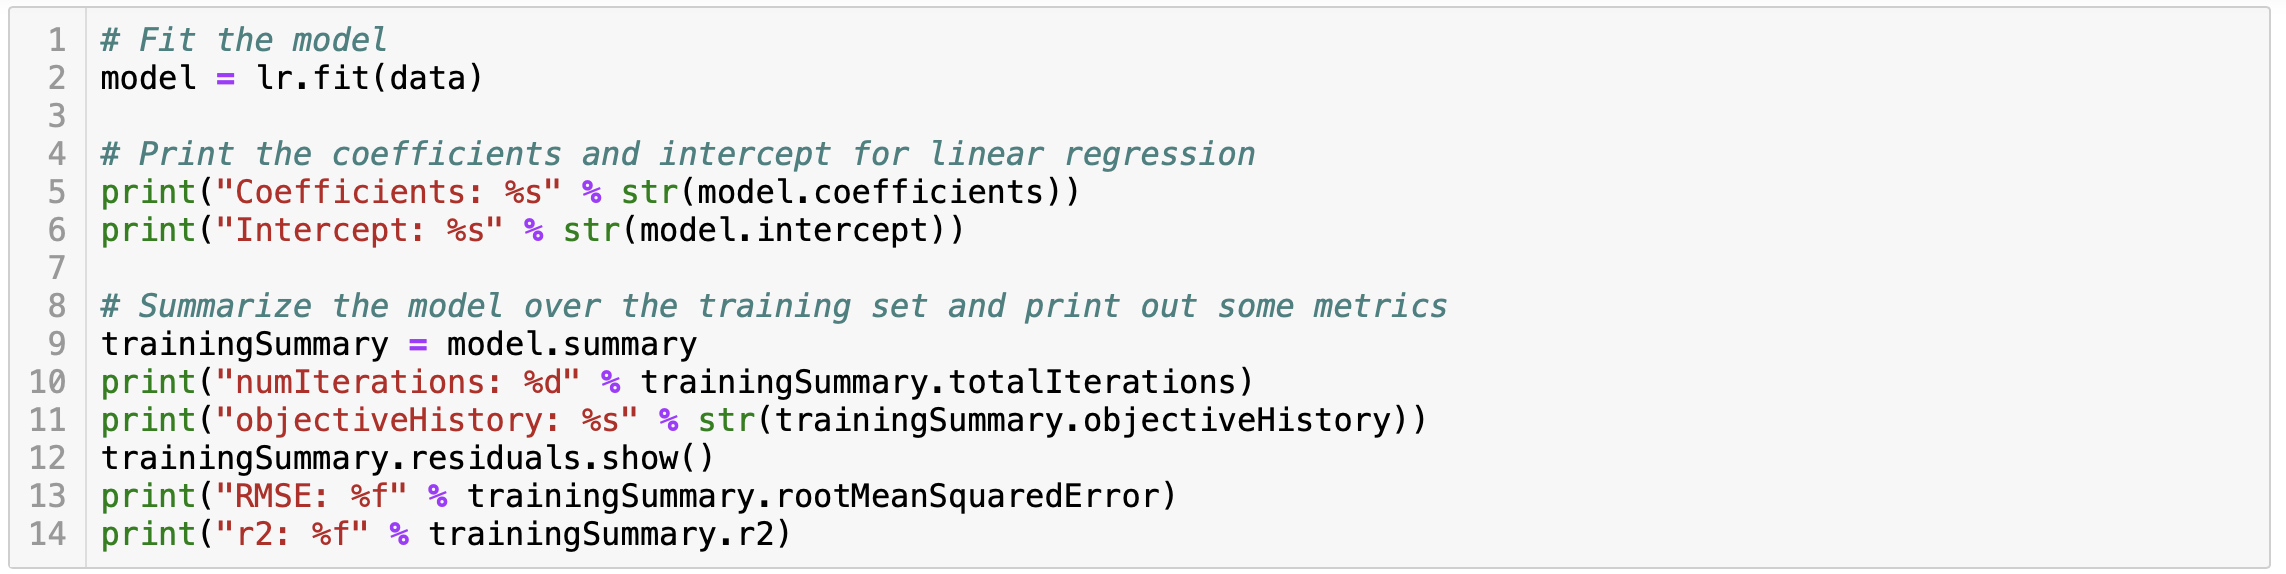 1 # Fit the model
2 model = lr.fit(data)
3
4 # Print the coefficients and intercept for linear regression
5 print("Coefficients: %s" % str(model.coefficients))
6 print("Intercept: %s" % str(model.intercept))
7
8 # Summarize the model over the training set and print out some metrics
9 trainingSummary = model.summary
10 print("numIterations: %d" % trainingSummary.totalIterations)
11 print("objectiveHistory: %s" % str(trainingSummary.objectiveHistory))
12 trainingSummary.residuals.show()
13 print("RMSE: %f" % trainingSummary.rootMeanSquaredError)
14 print("r2: %f" % trainingSummary.r2)